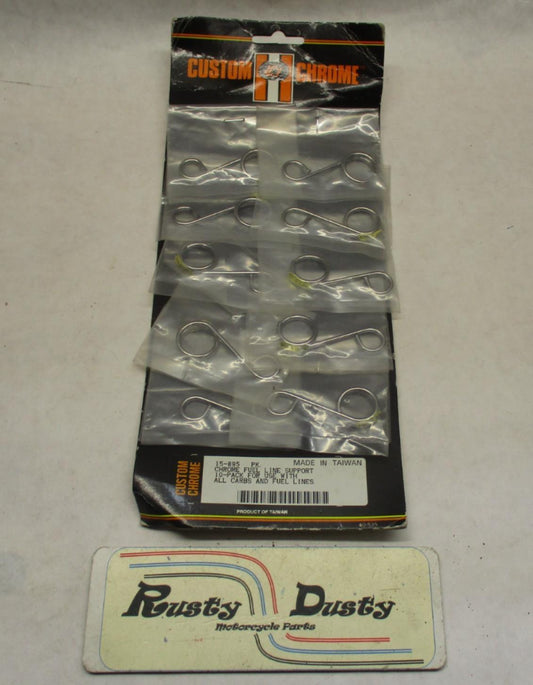 CUSTOM CHROME
CUSTOM
CHROME
15-895 PK. MADE IN TAIWAN
CHROME FUEL LINE SUPPORT
10-PACK FOR USE WITH
ALL CARBS AND FUEL LINES
PRODUCT OF TAIWAN
Rusty Dusty
Motorcycle Parts